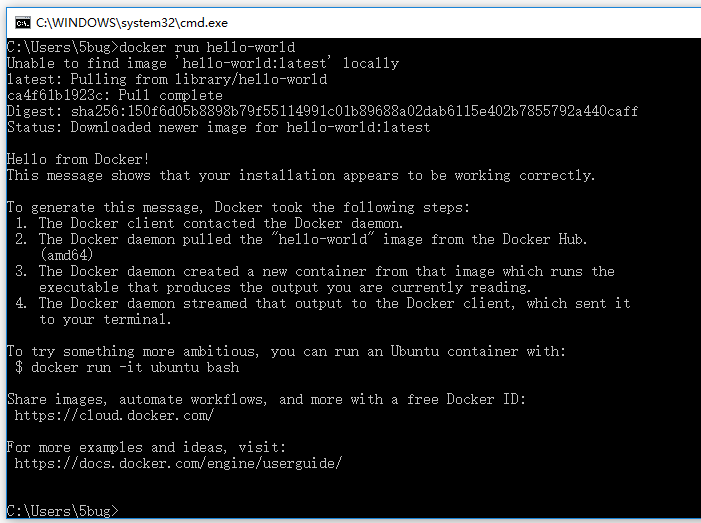 C:\WINDOWS\system32\cmd.exe
C:\Users\5bug>docker run hello-world
Unable to find image 'hello-world:latest' locally
latest: Pulling from library/hello-world
ca4f61b1923c: Pull complete
Digest: sha256:150f6d05b8898b79f55114991c01b89688a02dab6115e402b7855792a440caff
Status: Downloaded newer image for hello-world:latest
Hello from Docker!
This message shows that your installation appears to be working correctly.
To generate this message, Docker took the following steps:
1. The Docker client contacted the Docker daemon.
2. The Docker daemon pulled the "hello-world" image from the Docker Hub.
(amd64)
3. The Docker daemon created a new container from that image which runs the
executable that produces the output you are currently reading.
4. The Docker daemon streamed that output to the Docker client, which sent it
to your terminal.
To try something more ambitious, you can run an Ubuntu container with:
$ docker run -it ubuntu bash
Share images, automate workflows, and more with a free Docker ID:
https://cloud.docker.com/
For more examples and ideas, visit:
https://docs.docker.com/engine/userguide/
C:\Users\5bug>